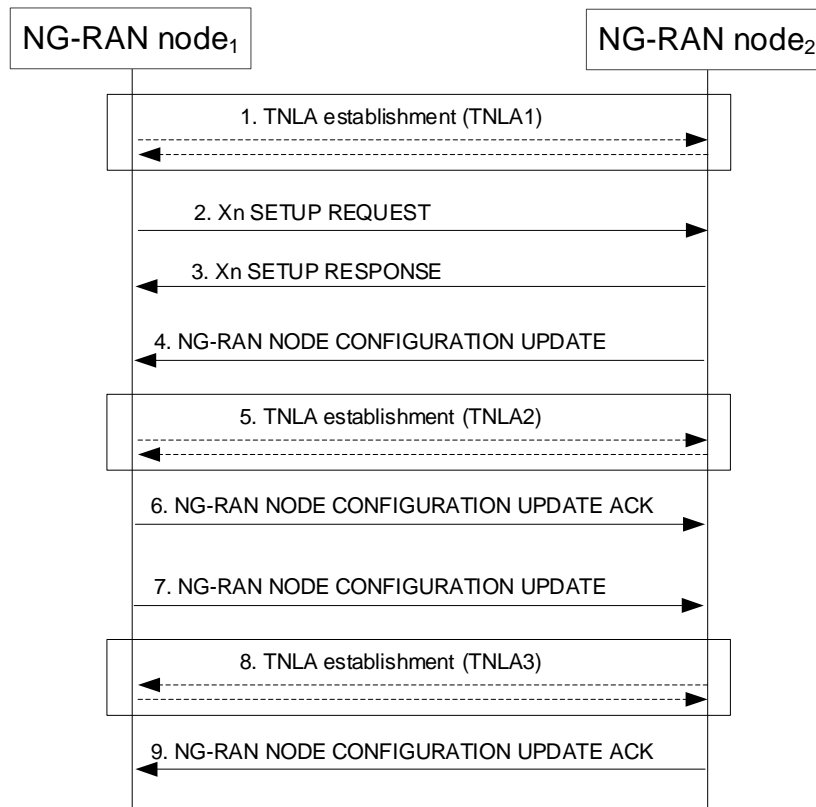 NG-RAN node₁
NG-RAN node₂
1. TNLA establishment (TNLA1)
2. Xn SETUP REQUEST
3. Xn SETUP RESPONSE
4. NG-RAN NODE CONFIGURATION UPDATE
5. TNLA establishment (TNLA2)
6. NG-RAN NODE CONFIGURATION UPDATE ACK
7. NG-RAN NODE CONFIGURATION UPDATE
8. TNLA establishment (TNLA3)
9. NG-RAN NODE CONFIGURATION UPDATE ACK